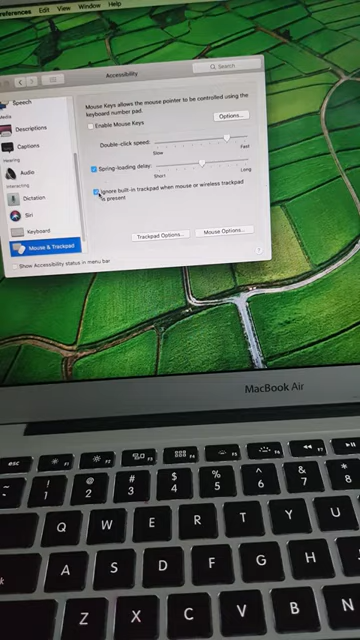 Preferences Edit View Window Help
Accessibility
Search
Speech
Media
Descriptions
Captions
Hearing
Audio
Interacting
Dictation
Siri
Keyboard
Mouse & Trackpad
Mouse Keys allows the mouse pointer to be controlled using the
keyboard number pad.
Enable Mouse Keys
Options...
Double-click speed:
Slow Fast
Spring-loading delay:
Short Long
Ignore built-in trackpad when mouse or wireless trackpad
is present
Trackpad Options...
Mouse Options...
?
Show Accessibility status in menu bar
MacBook Air
esc F1 F2 F3 F4 F5 F6 F7
~ ! @ # $ % ^ & *
1 2 3 4 5 6 7 8
Q W E R T Y U
A S D F G H J
Z X C V B N